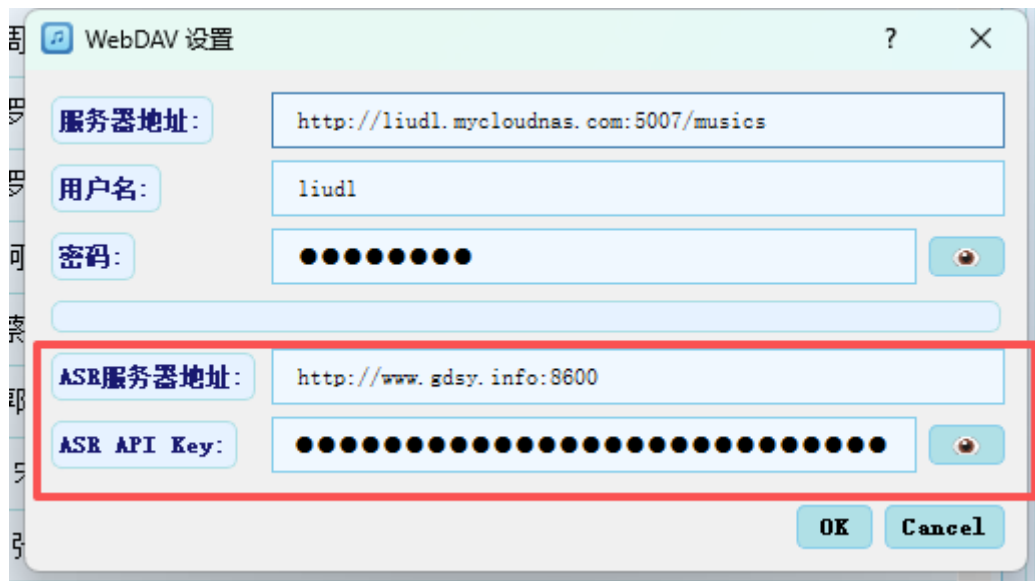 WebDAV 设置
?
服务器地址: http://liudl.mycloudnas.com:5007/musics
用户名: liudl
密码: ●●●●●●●●
ASR服务器地址: http://www.gdsy.info:8600
ASR API Key: ●●●●●●●●●●●●●●●●●●●●●●●●●●●
OK Cancel